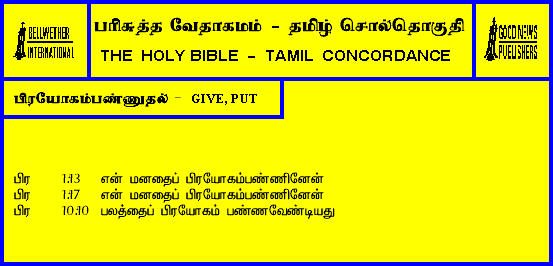 BELLWETHER
INTERNATIONAL
பரிசுத்த வேதாகமம் - தமிழ் சொல்தொகுதி
THE HOLY BIBLE - TAMIL CONCORDANCE
GOOD NEWS
PUBLISHERS
பிரயோகம்பண்ணுதல் - GIVE, PUT
பிர 1:13 என் மனதைப் பிரயோகம்பண்ணினேன்
பிர 1:17 என் மனதைப் பிரயோகம்பண்ணினேன்
பிர 10:10 பலத்தைப் பிரயோகம் பண்ணவேண்டியது